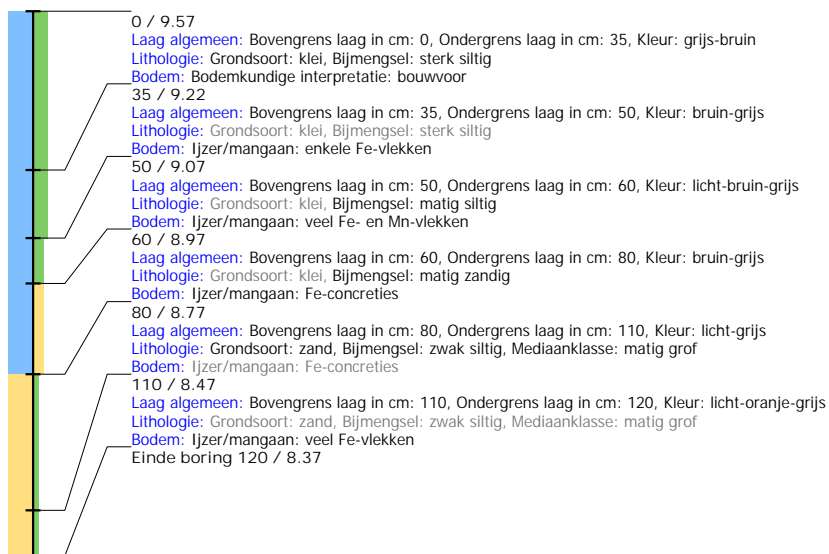 0 / 9.57
Laag algemeen: Bovengrens laag in cm: 0, Ondergrens laag in cm: 35, Kleur: grijs-bruin
Lithologie: Grondsoort: klei, Bijmengsel: sterk siltig
Bodem: Bodemkundige interpretatie: bouwvoor
35 / 9.22
Laag algemeen: Bovengrens laag in cm: 35, Ondergrens laag in cm: 50, Kleur: bruin-grijs
Lithologie: Grondsoort: klei, Bijmengsel: sterk siltig
Bodem: Ijzer/mangaan: enkele Fe-vlekken
50 / 9.07
Laag algemeen: Bovengrens laag in cm: 50, Ondergrens laag in cm: 60, Kleur: licht-bruin-grijs
Lithologie: Grondsoort: klei, Bijmengsel: matig siltig
Bodem: Ijzer/mangaan: veel Fe- en Mn-vlekken
60 / 8.97
Laag algemeen: Bovengrens laag in cm: 60, Ondergrens laag in cm: 80, Kleur: bruin-grijs
Lithologie: Grondsoort: klei, Bijmengsel: matig zandig
Bodem: Ijzer/mangaan: Fe-concreties
80 / 8.77
Laag algemeen: Bovengrens laag in cm: 80, Ondergrens laag in cm: 110, Kleur: licht-grijs
Lithologie: Grondsoort: zand, Bijmengsel: zwak siltig, Mediaanklasse: matig grof
Bodem: Ijzer/mangaan: Fe-concreties
110 / 8.47
Laag algemeen: Bovengrens laag in cm: 110, Ondergrens laag in cm: 120, Kleur: licht-oranje-grijs
Lithologie: Grondsoort: zand, Bijmengsel: zwak siltig, Mediaanklasse: matig grof
Bodem: Ijzer/mangaan: veel Fe-vlekken
Einde boring 120 / 8.37